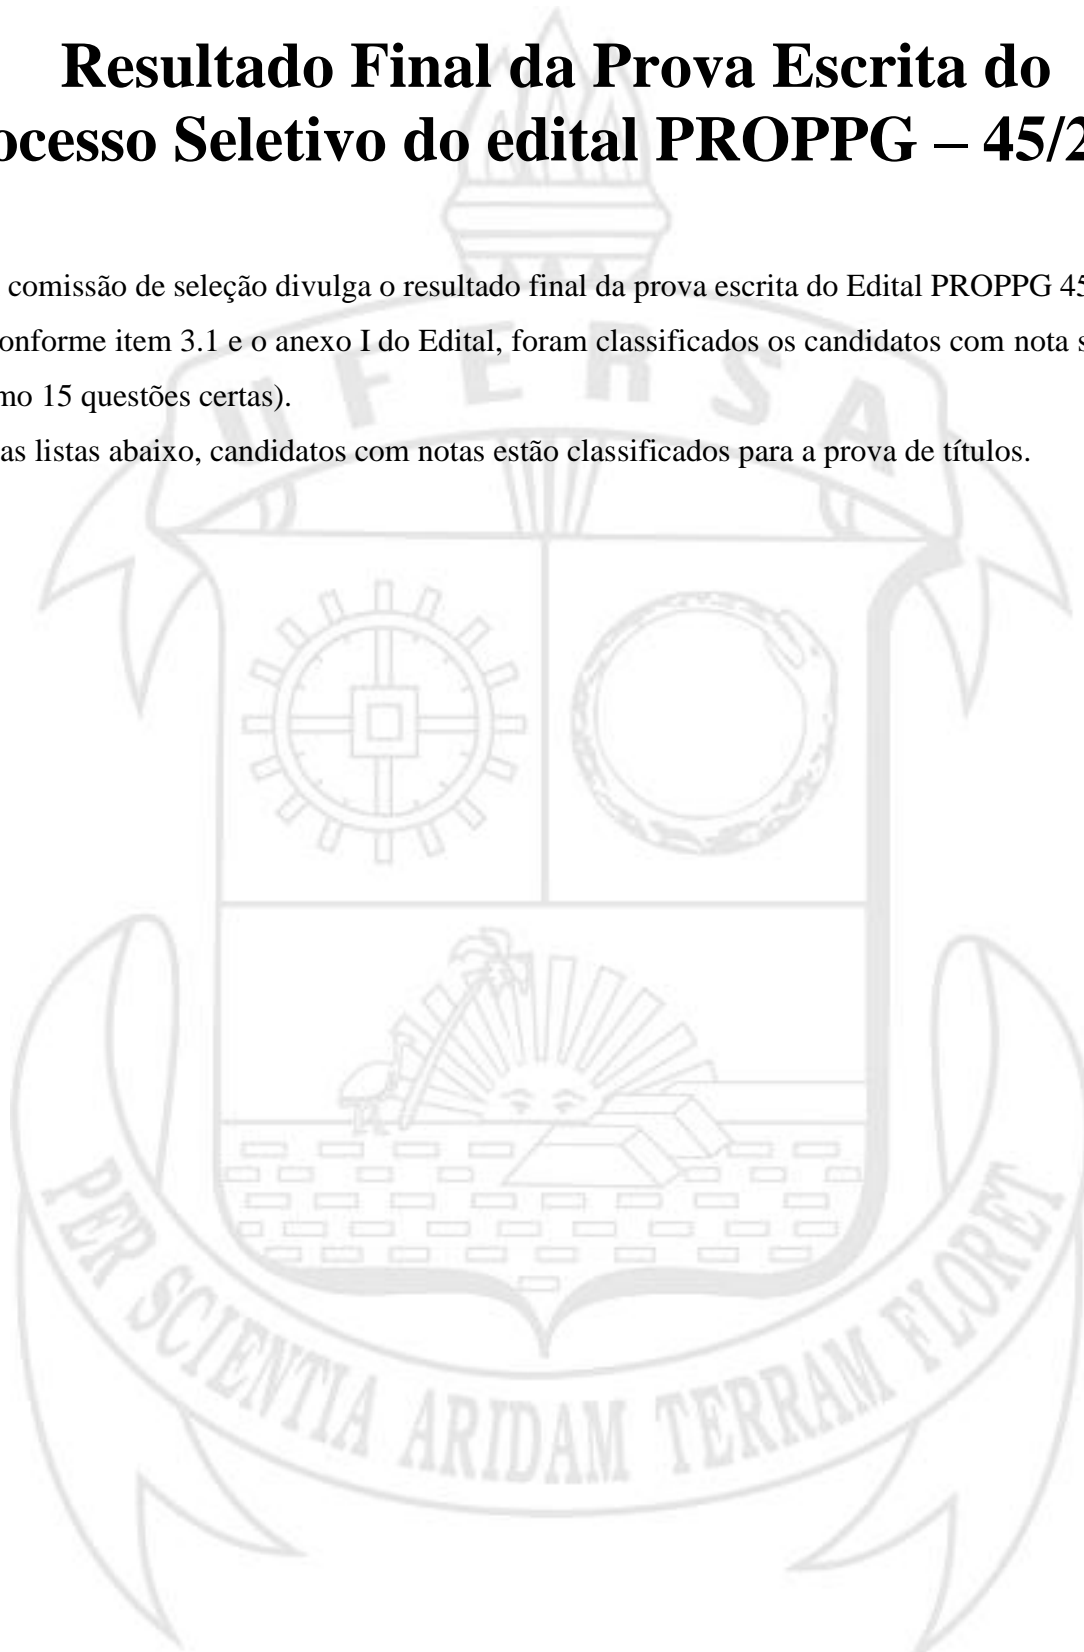 Resultado Final da Prova Escrita do
ocesso Seletivo do edital PROPPG – 45/2
comissão de seleção divulga o resultado final da prova escrita do Edital PROPPG 45
onforme item 3.1 e o anexo I do Edital, foram classificados os candidatos com nota s
mo 15 questões certas).
as listas abaixo, candidatos com notas estão classificados para a prova de títulos.
UFERSA
PER SCIENTIA ARIDAM TERRAM FLORET